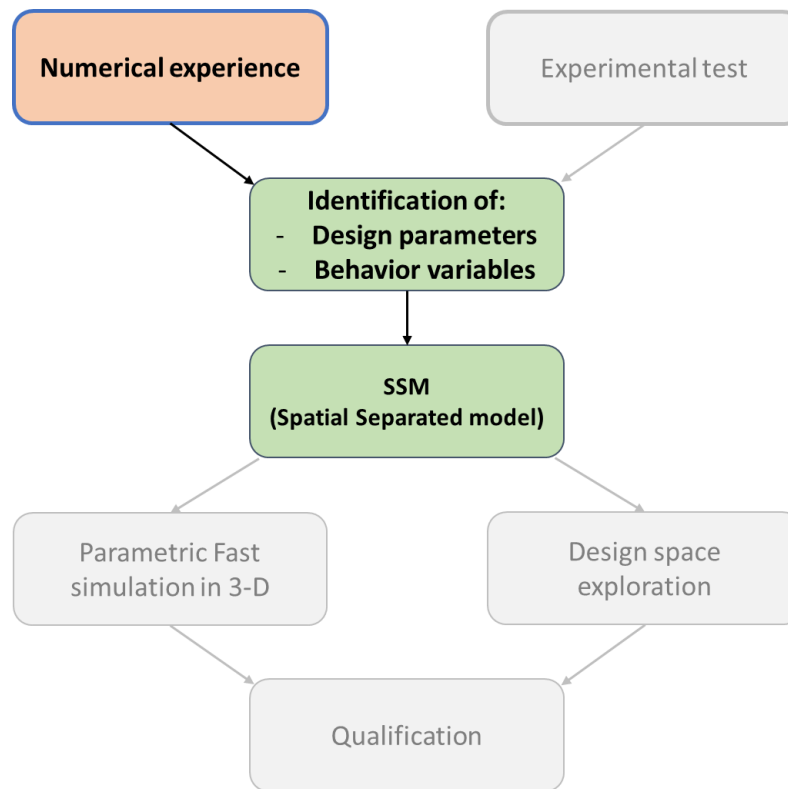 Numerical experience
Experimental test
Identification of:
- Design parameters
- Behavior variables
SSM
(Spatial Separated model)
Parametric Fast
simulation in 3-D
Design space
exploration
Qualification